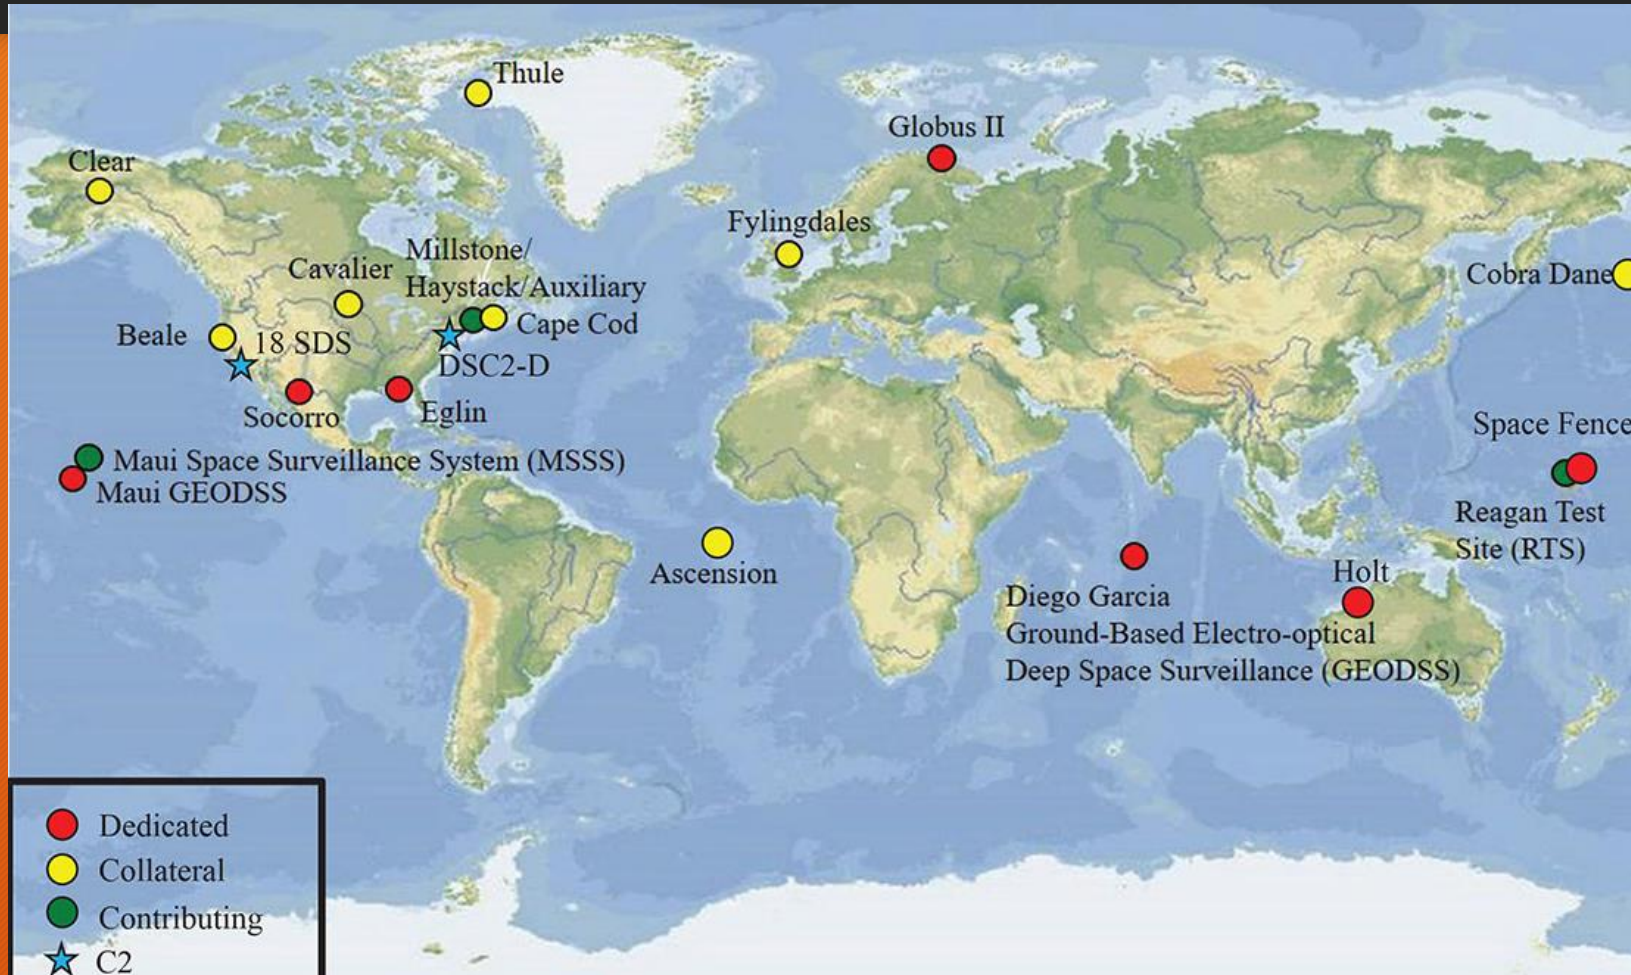 Thule
Globus II
Clear
Fylingdales
Millstone/
Haystack/Auxiliary
Cavalier
Cobra Dane
Cape Cod
Beale
18 SDS
DSC2-D
Socorro
Eglin
Space Fence
Maui Space Surveillance System (MSSS)
Maui GEODSS
Reagan Test
Site (RTS)
Ascension
Holt
Diego Garcia
Ground-Based Electro-optical
Deep Space Surveillance (GEODSS)
Dedicated
Collateral
Contributing
C2